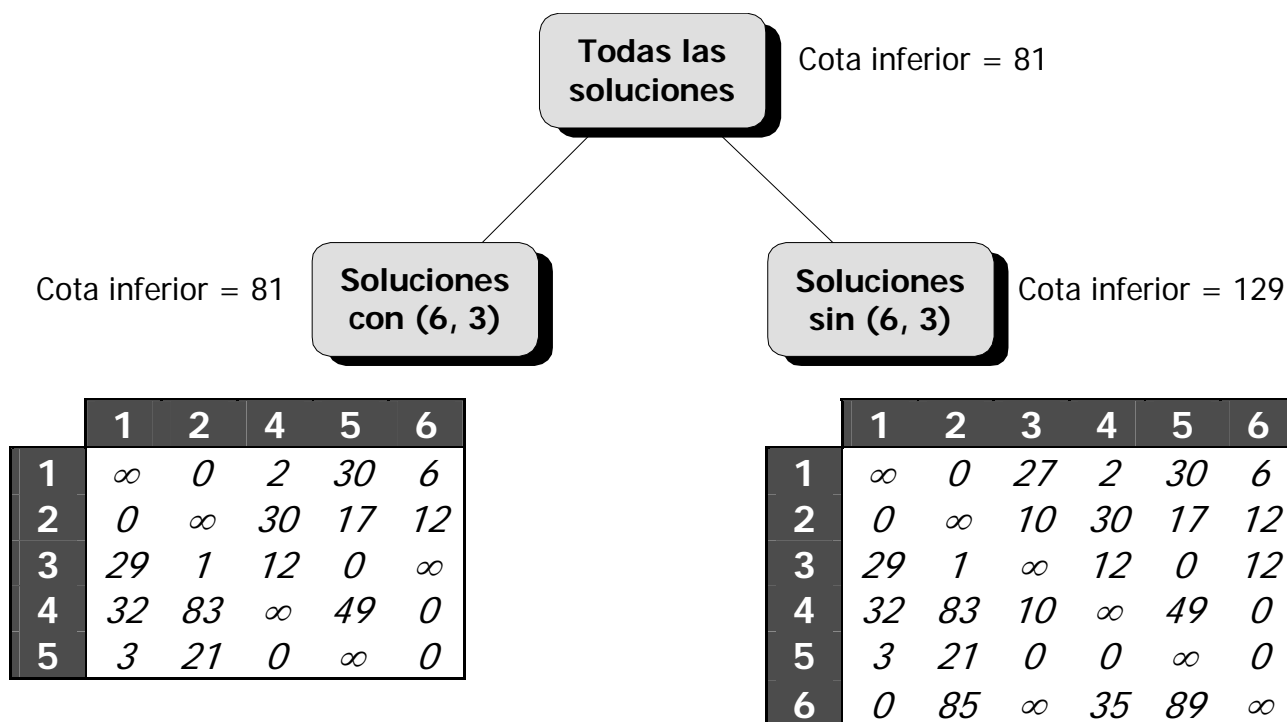 Todas las
soluciones
Cota inferior = 81
Cota inferior = 81
Soluciones
con (6, 3)
Soluciones
sin (6, 3)
Cota inferior = 129
1 2 4 5 6
1 ∞ 0 2 30 6
2 0 ∞ 30 17 12
3 29 1 12 0 ∞
4 32 83 ∞ 49 0
5 3 21 0 ∞ 0
1 2 3 4 5 6
1 ∞ 0 27 2 30 6
2 0 ∞ 10 30 17 12
3 29 1 ∞ 12 0 12
4 32 83 10 ∞ 49 0
5 3 21 0 0 ∞ 0
6 0 85 ∞ 35 89 ∞